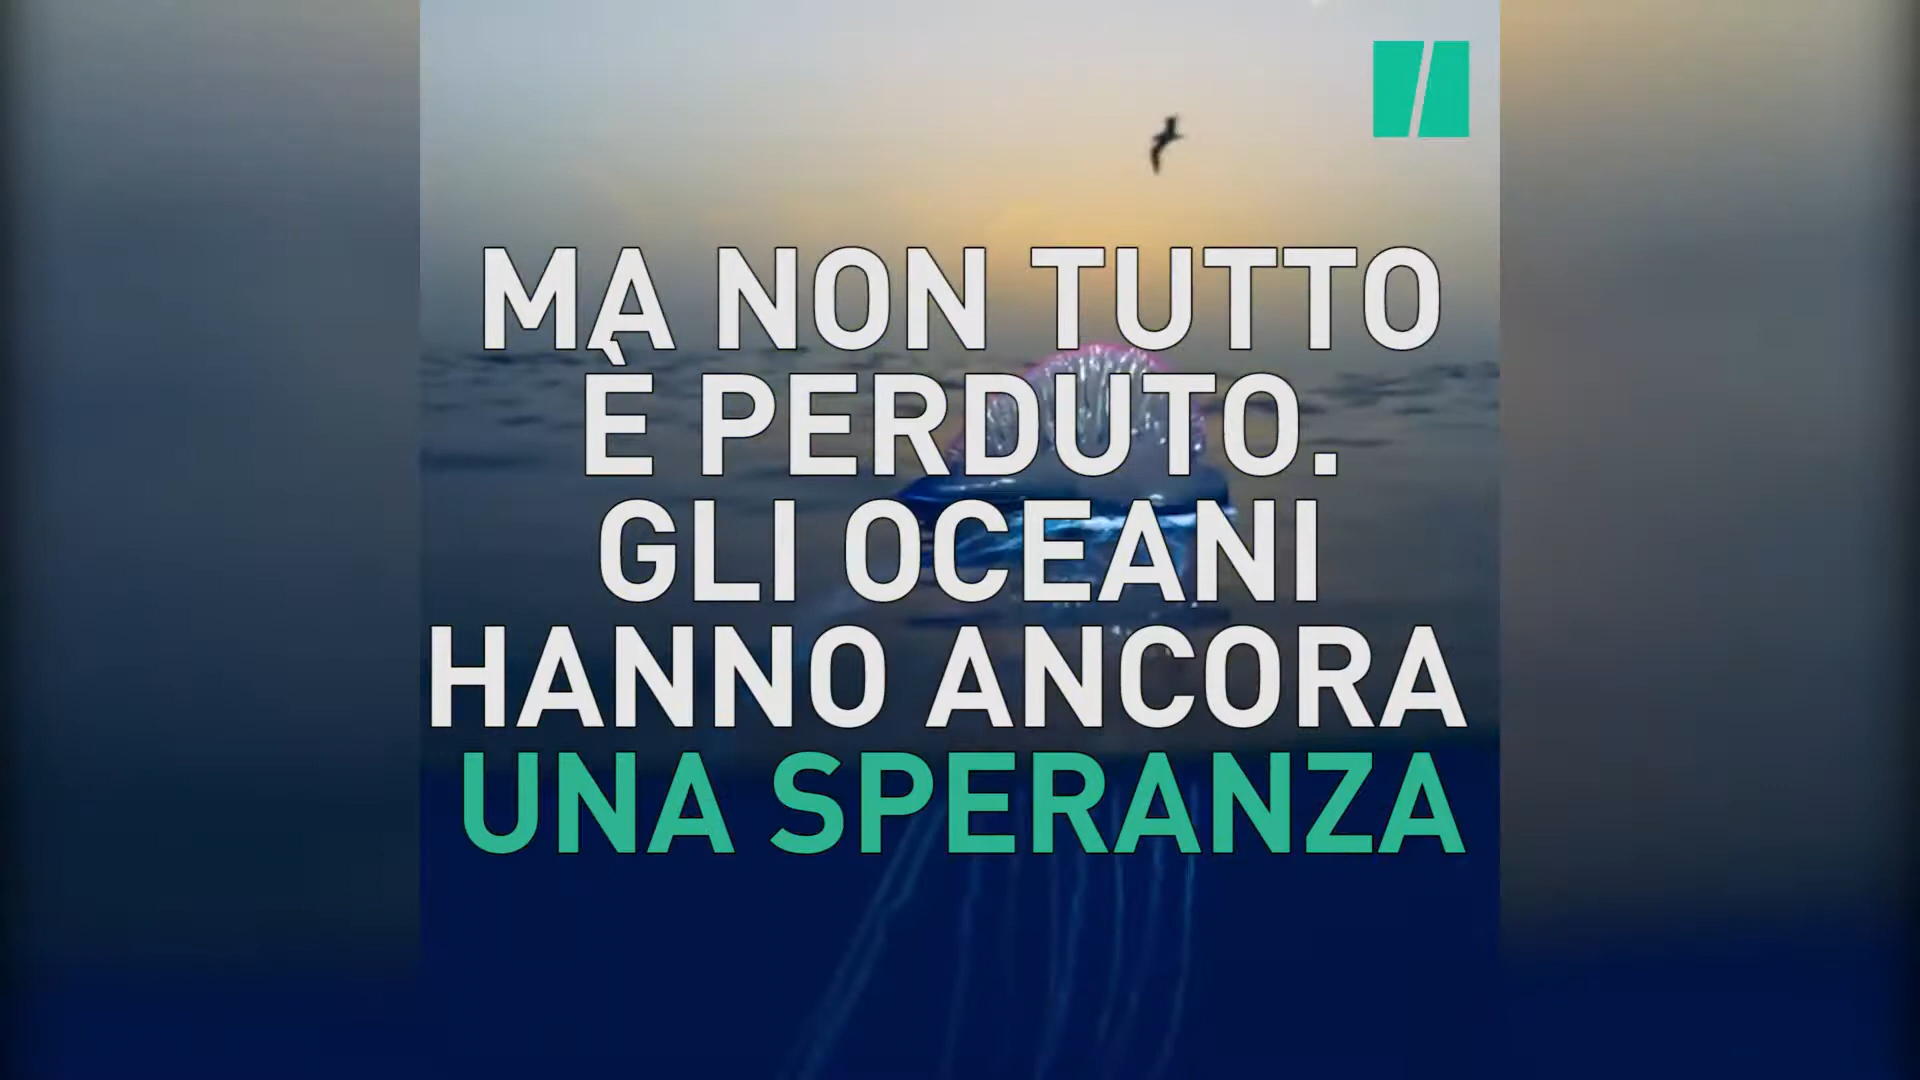 MA NON TUTTO
È PERDUTO.
GLI OCEANI
HANNO ANCORA
UNA SPERANZA